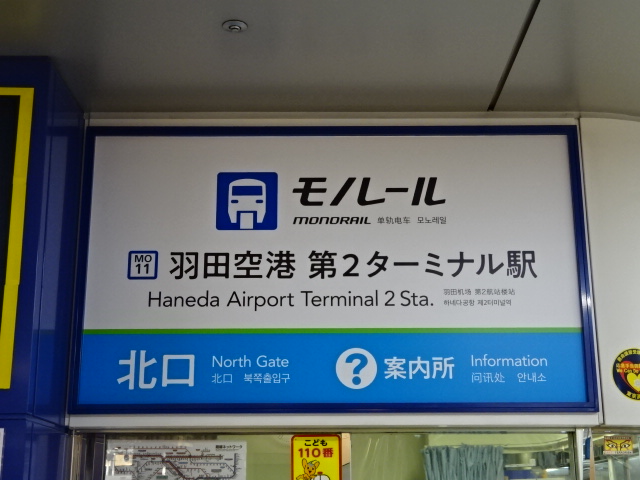 モノレール
MONORAIL 单轨电车 모노레일
MO 11 羽田空港 第2ターミナル駅
Haneda Airport Terminal 2 Sta.
羽田机场 第2航站楼站
하네다공항 제2터미널역
北口 North Gate
北口 북쪽출입구
? 案内所 Information
问讯处 안내소
こども
110番